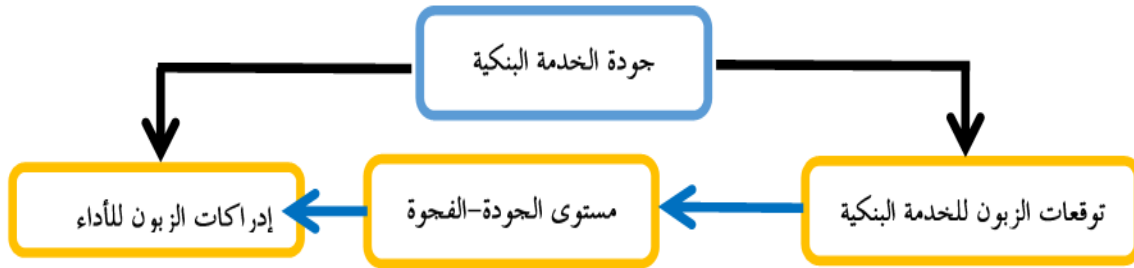 جودة الخدمة البنكية
توقعات الزبون للخدمة البنكية
مستوى الجودة-الفجوة
إدراكات الزبون للأداء